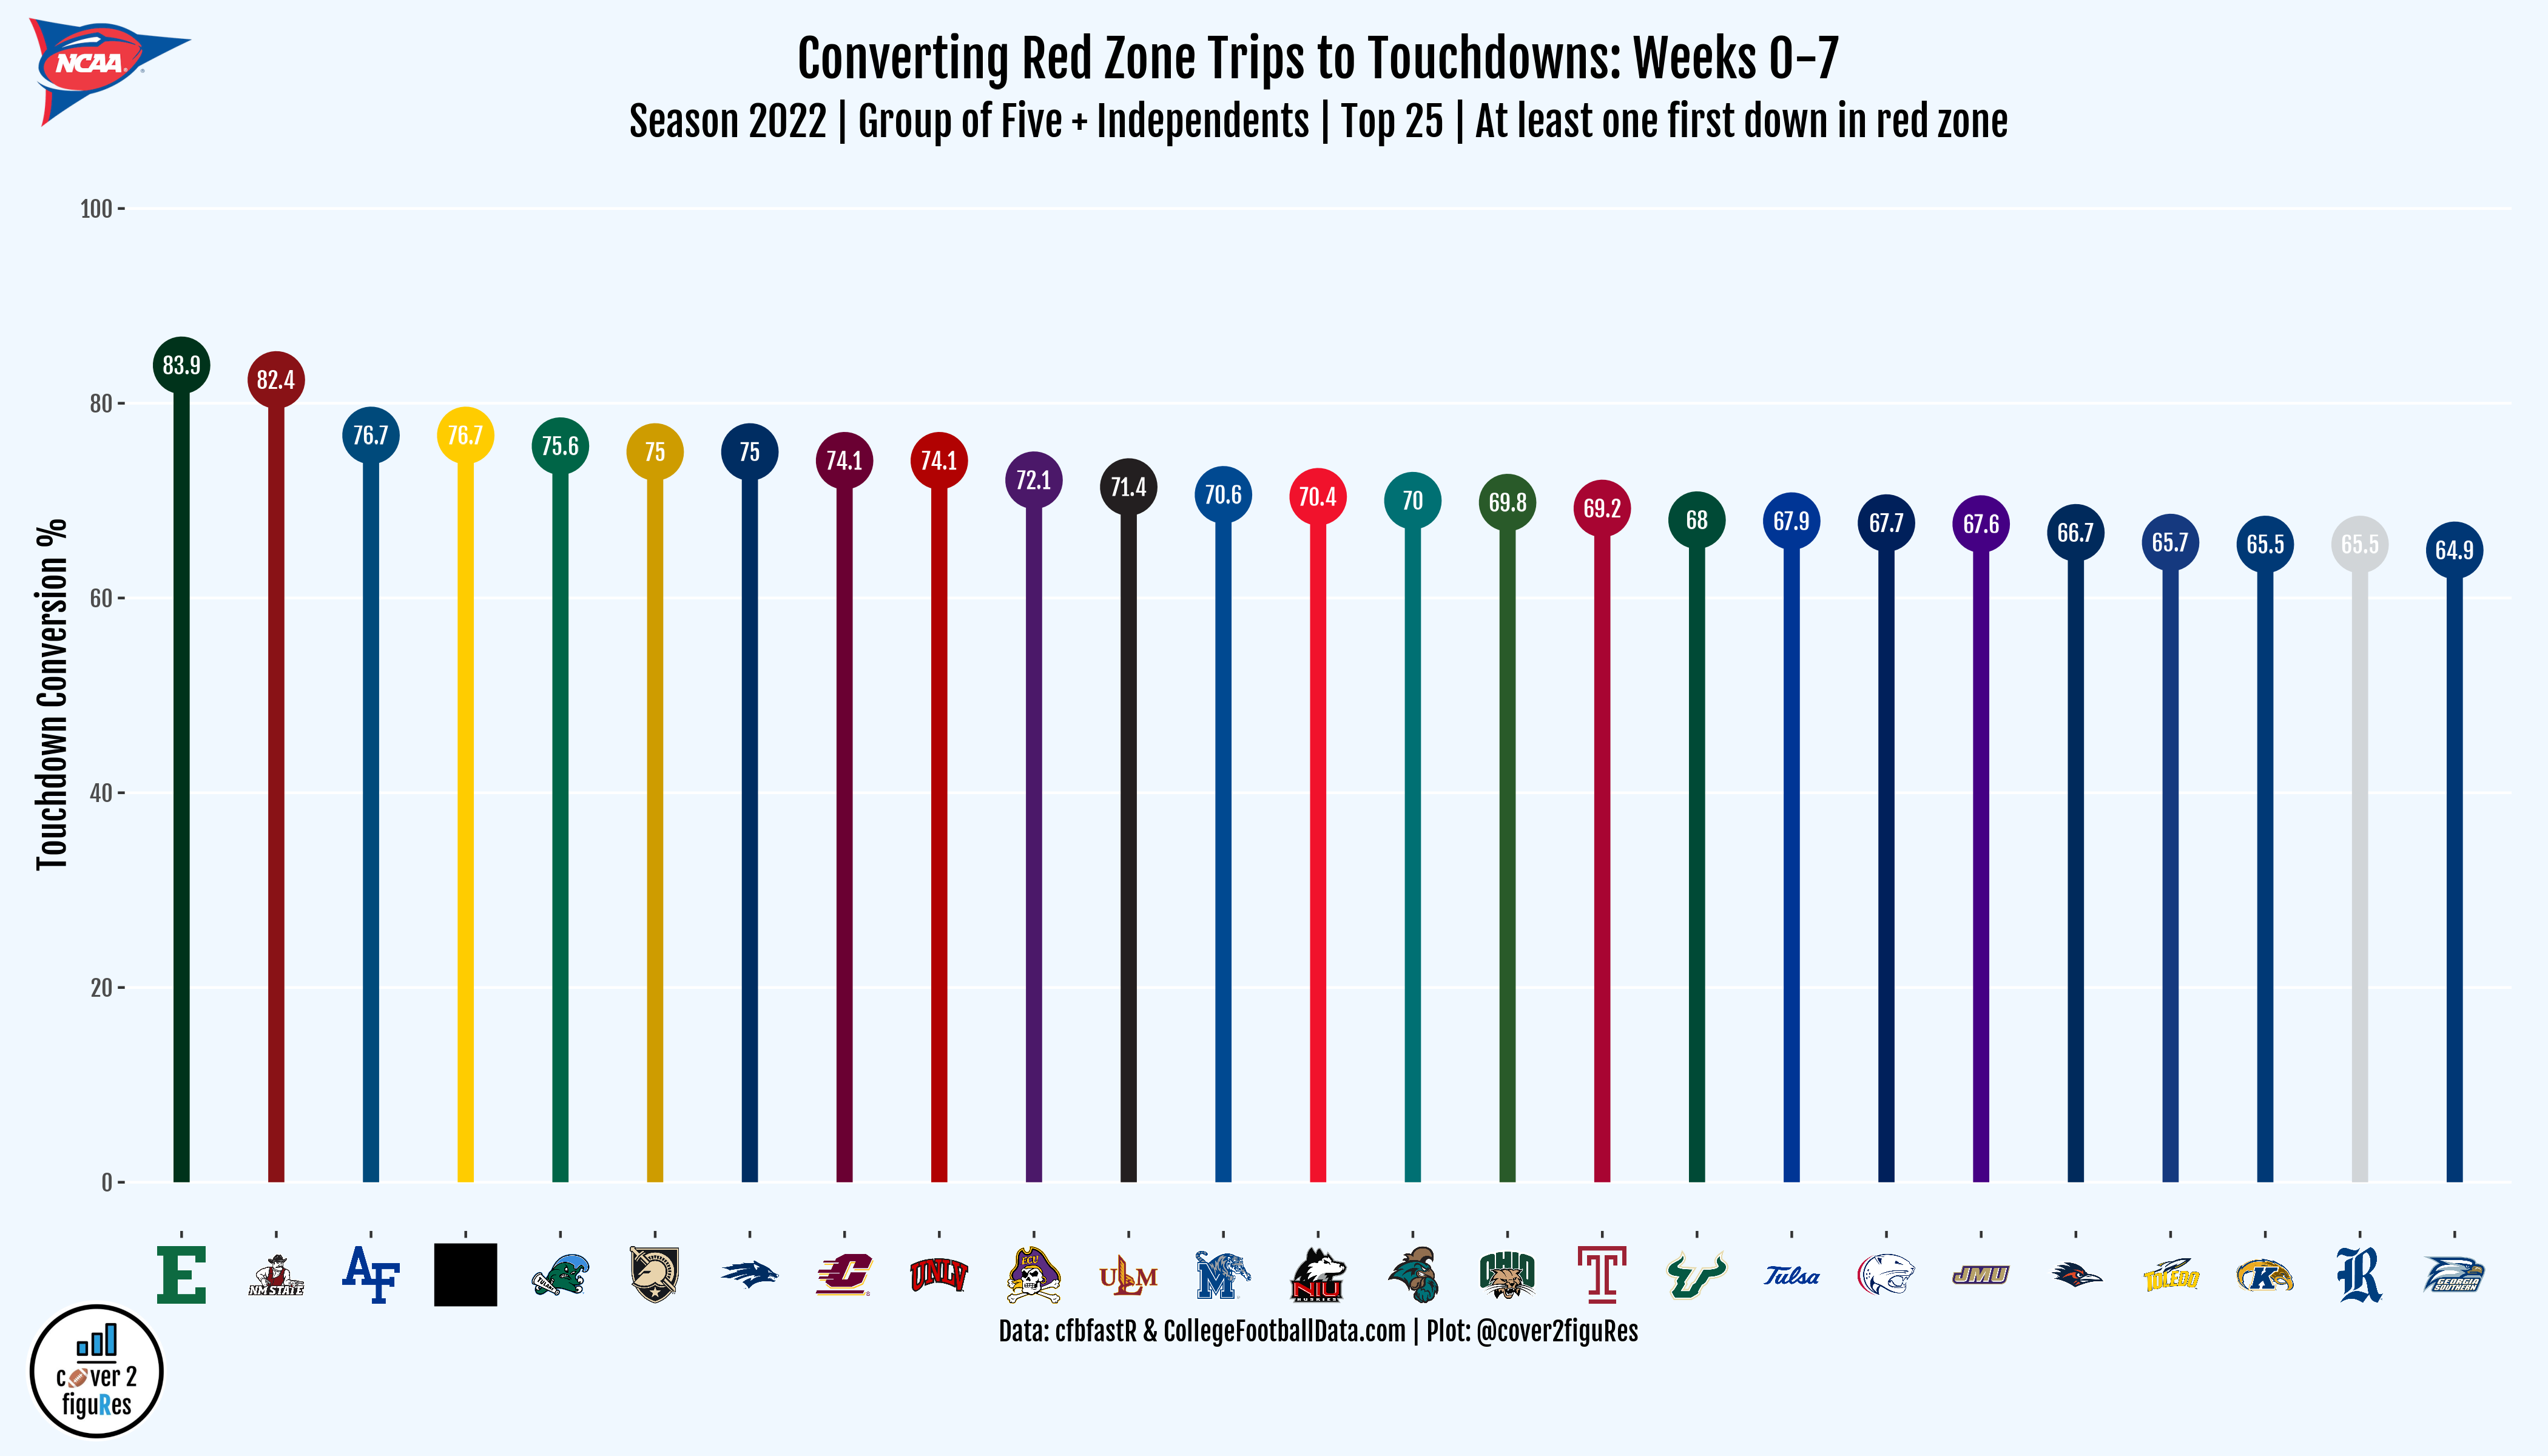 NCAA
Converting Red Zone Trips to Touchdowns: Weeks 0-7
Season 2022 | Group of Five + Independents | Top 25 | At least one first down in red zone
Touchdown Conversion %
100
80
60
40
20
0
83.9 82.4 76.7 76.7 75.6 75 75 74.1 74.1 72.1 71.4 70.6 70.4 70 69.8 69.2 68 67.9 67.7 67.6 66.7 65.7 65.5 65.5 64.9
E NM STATE AF TULANE C UNLV ECU ULM M NIU HUSKIES OHIO T U Tulsa JMU TOLEDO K R GEORGIA SOUTHERN
Data: cfbfastR & CollegeFootballData.com | Plot: @cover2figuRes
cover 2
figuRes